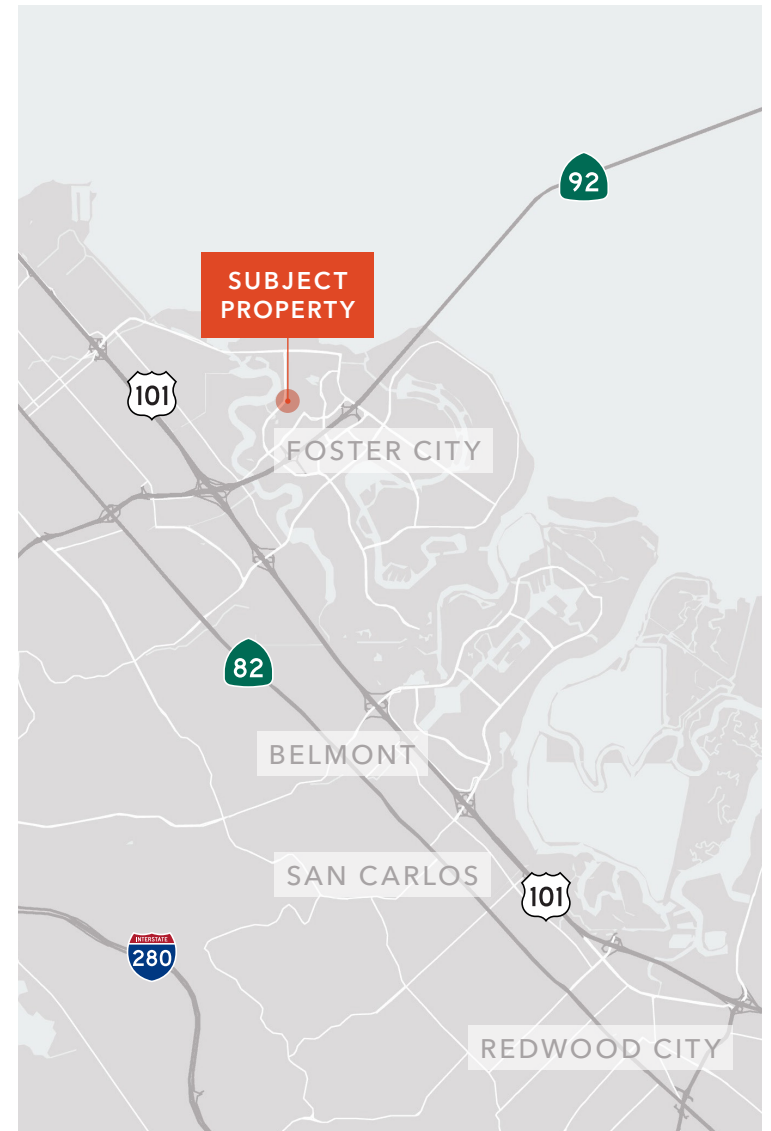 92
SUBJECT
PROPERTY
101
FOSTER CITY
82
BELMONT
SAN CARLOS
101
INTERSTATE
280
REDWOOD CITY